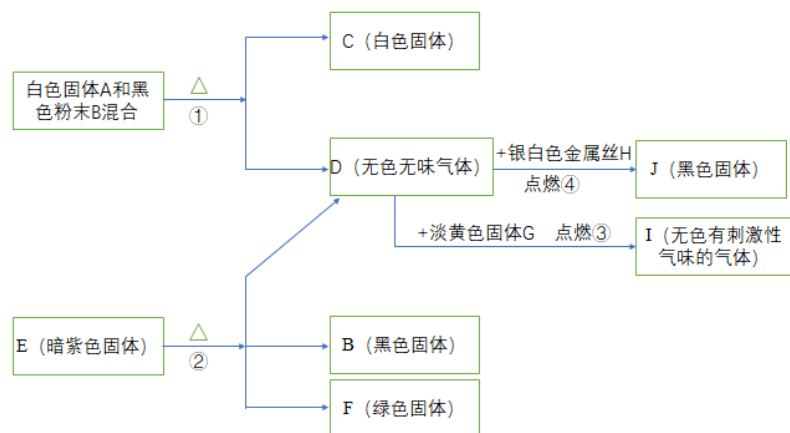 C（白色固体）
白色固体A和黑
色粉末B混合
△
①
D（无色无味气体）
+银白色金属丝H
点燃④
J（黑色固体）
+淡黄色固体G 点燃③
I（无色有刺激性
气味的气体）
E（暗紫色固体）
△
②
B（黑色固体）
F（绿色固体）